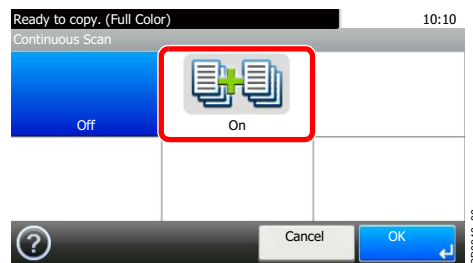 Ready to copy. (Full Color)
10:10
Continuous Scan
Off
On
?
Cancel
OK